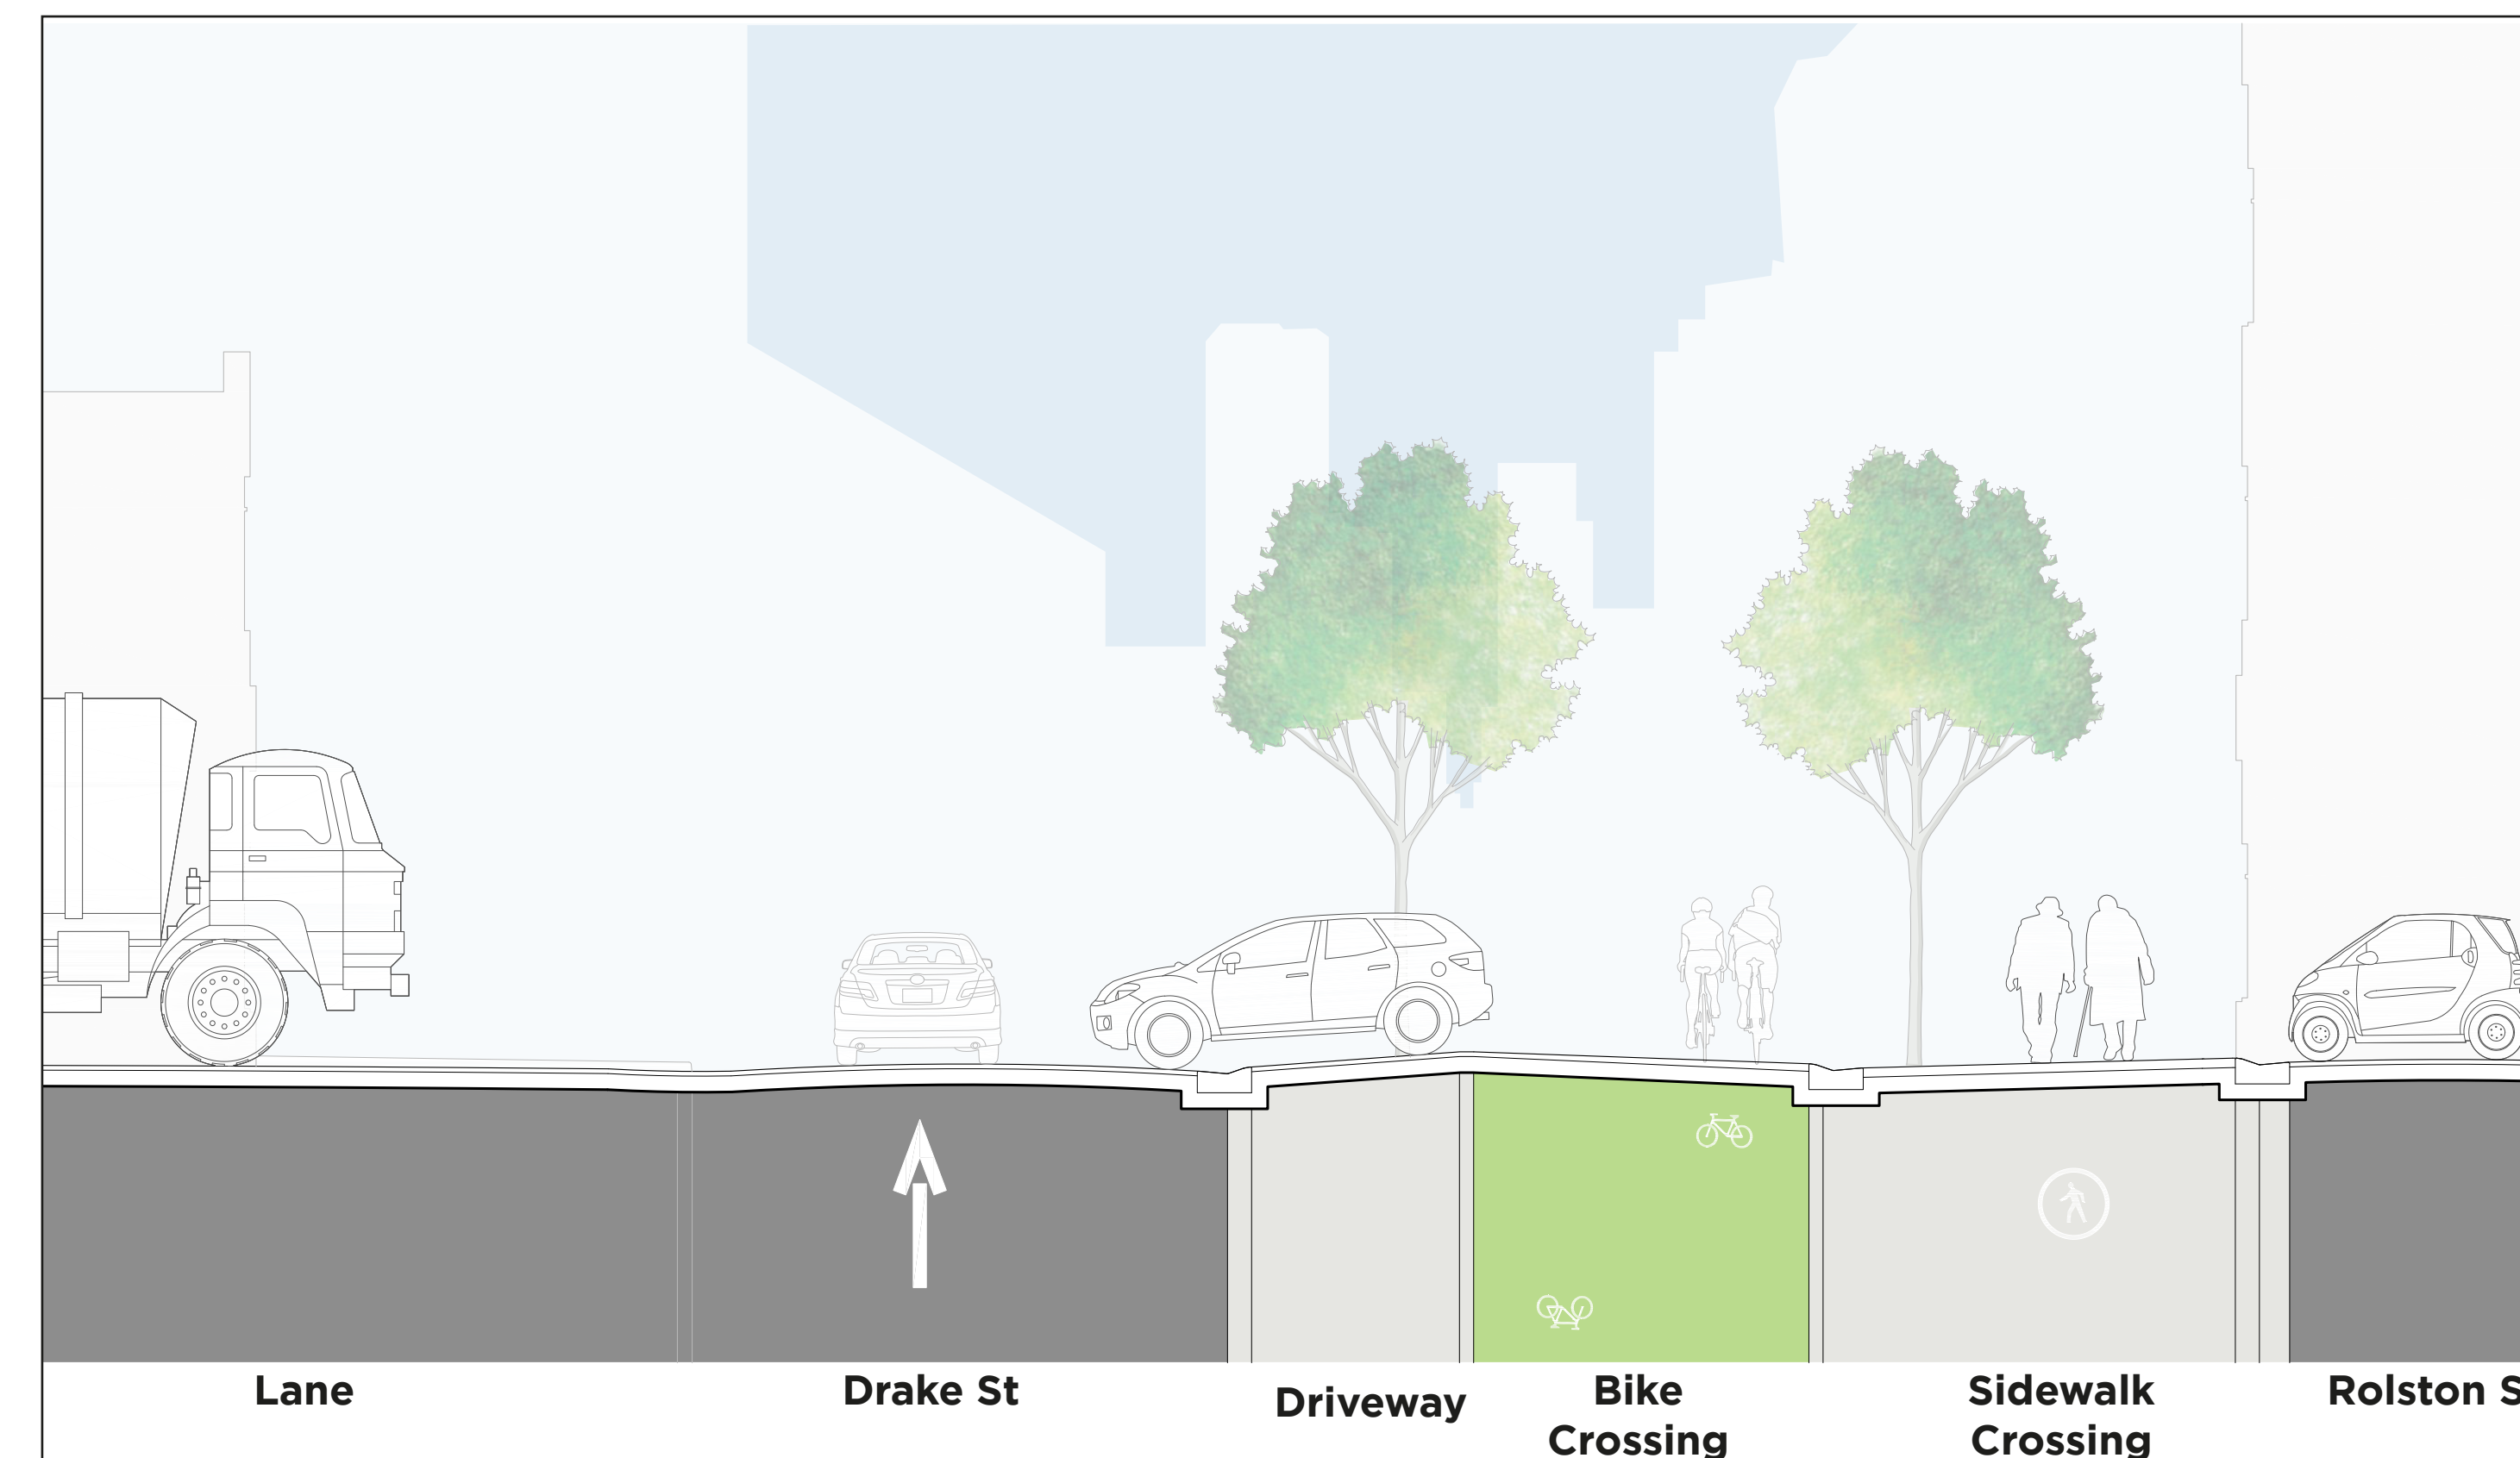 Lane
Drake St
Driveway
Bike
Crossing
Sidewalk
Crossing
Rolston S